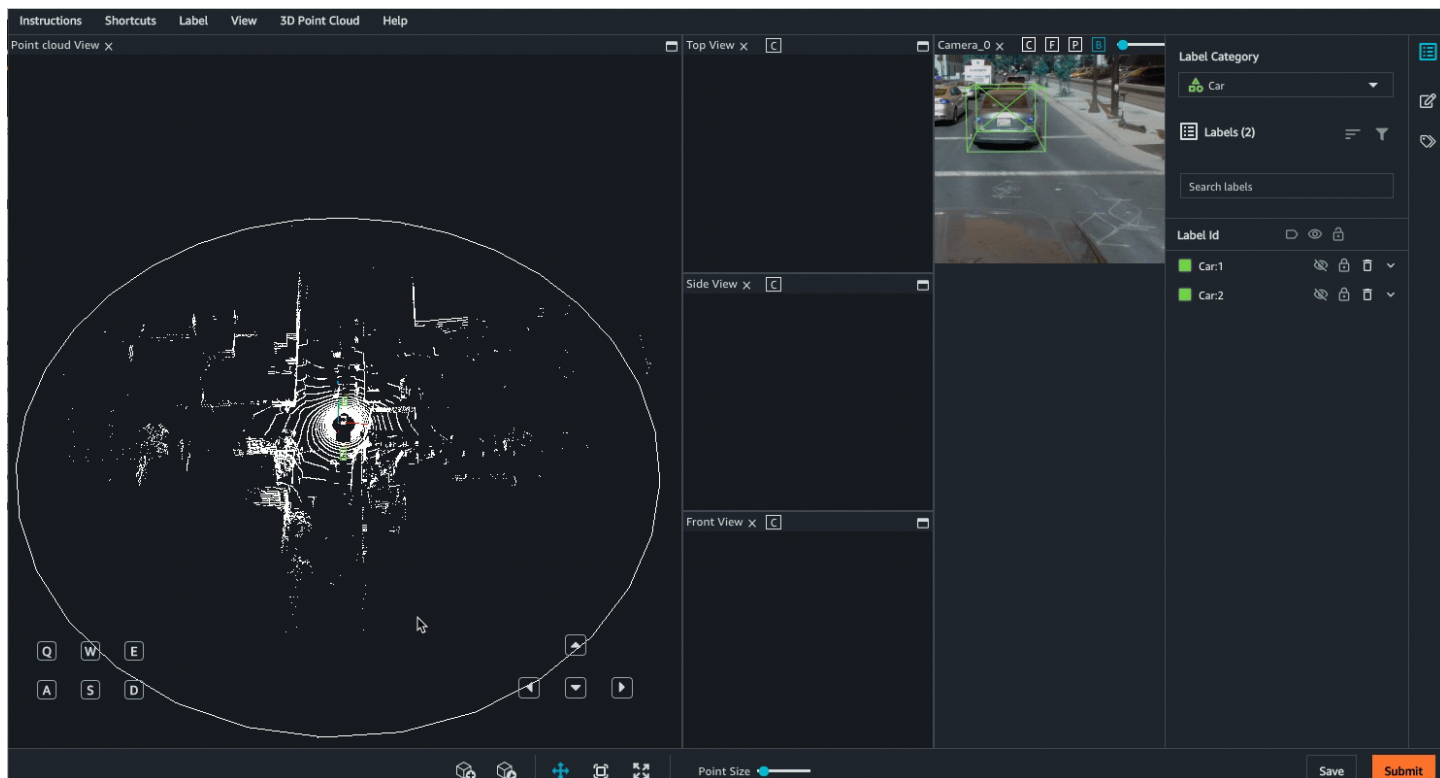 Instructions Shortcuts Label View 3D Point Cloud Help
Point cloud View
Top View C
Camera_0 C F P B
Label Category
Car
Labels (2)
Search labels
Label Id
Car:1
Car:2
Side View C
Front View C
Q W E
A S D
Point Size
Save Submit